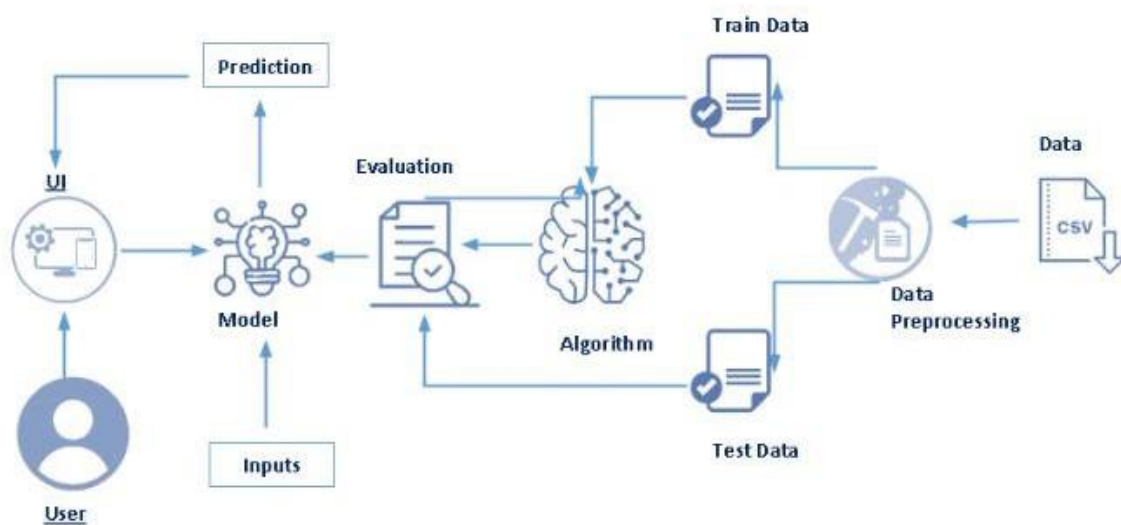 Train Data
Prediction
Evaluation
Data
UI
CSV
Model
Algorithm
Data
Preprocessing
Inputs
Test Data
User